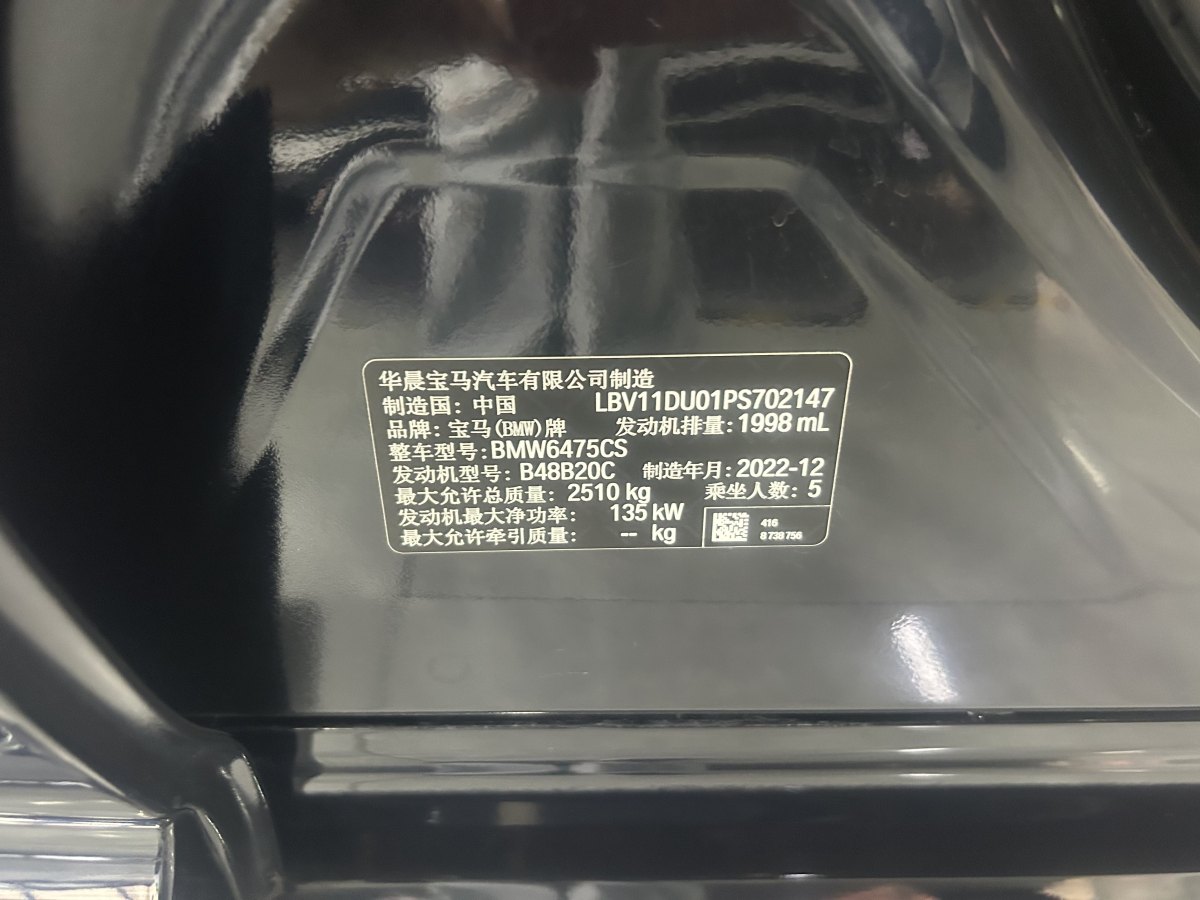 华晨宝马汽车有限公司制造
制造国：中国 LBV11DU01PS702147
品牌：宝马(BMW)牌 发动机排量：1998 mL
整车型号：BMW6475CS
发动机型号：B48B20C 制造年月：2022-12
最大允许总质量：2510 kg 乘坐人数：5
发动机最大净功率：135 kW
最大允许牵引质量：-- kg
416
8 738 756